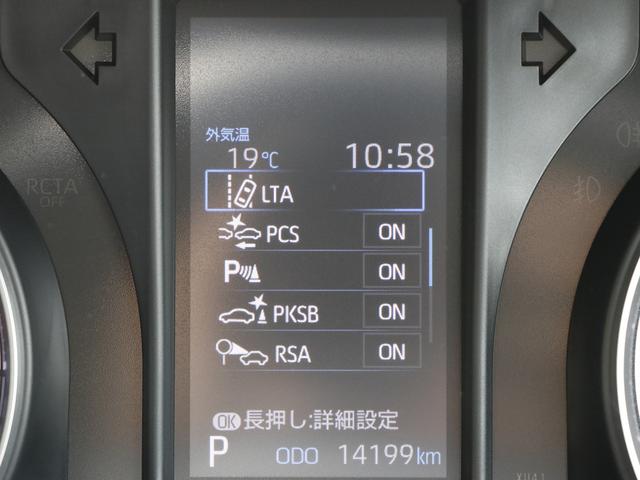 外気温
19℃ 10:58
LTA
RCTA
OFF
PCS ON
P ON
PKSB ON
RSA ON
OK 長押し:詳細設定
P ODO 14199km